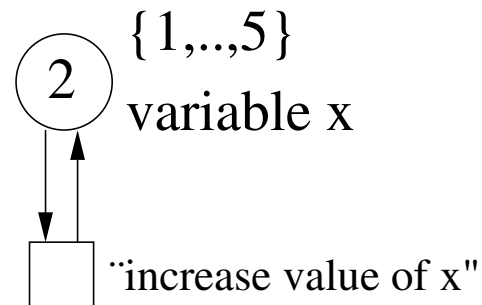 {1,..,5}
2
variable x
¨increase value of x"